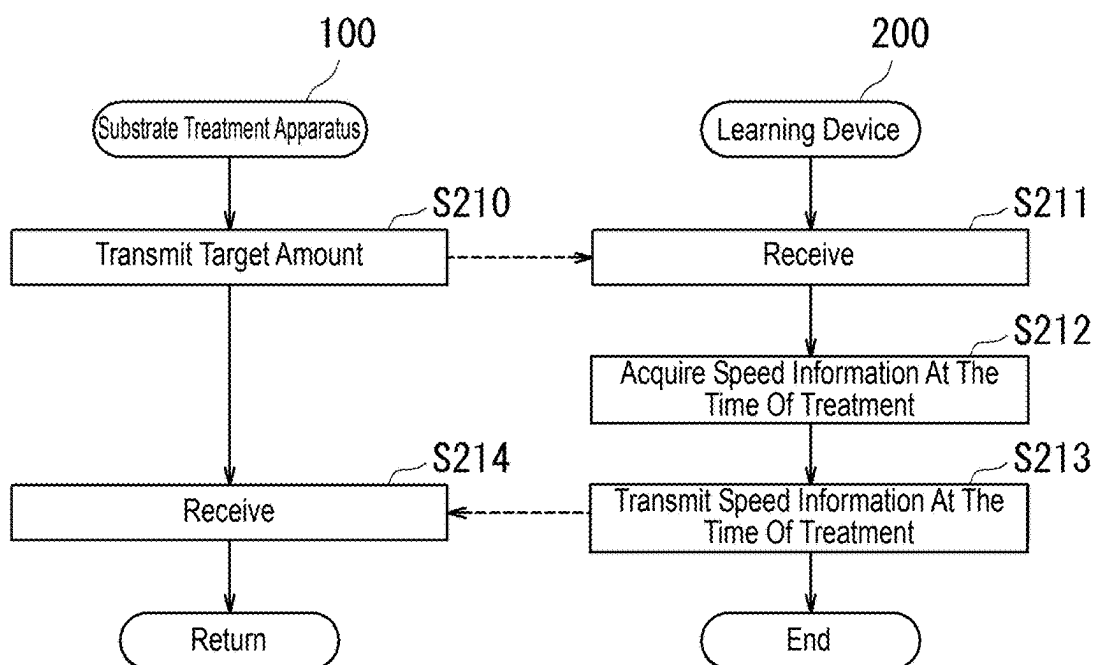 100
200
Substrate Treatment Apparatus
Learning Device
S210
S211
Transmit Target Amount
Receive
S212
Acquire Speed Information At The
Time Of Treatment
S214
S213
Receive
Transmit Speed Information At The
Time Of Treatment
Return
End